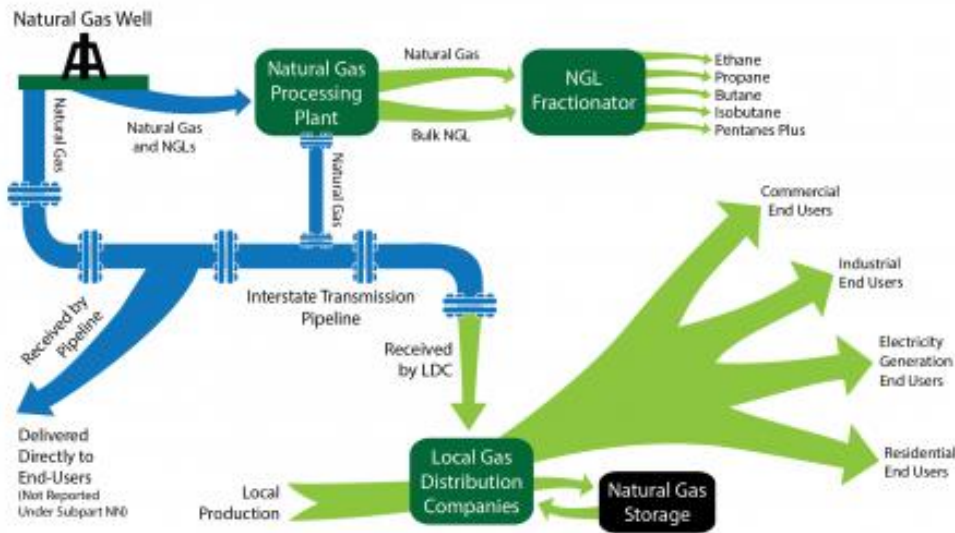 Natural Gas Well
Natural Gas
Natural Gas
and NGLs
Natural Gas
Processing
Plant
Natural Gas
Bulk NGL
NGL
Fractionator
Ethane
Propane
Butane
Isobutane
Pentanes Plus
Natural Gas
Interstate Transmission
Pipeline
Received by
Pipeline
Delivered
Directly to
End-Users
(Not Reported
Under Subpart NN)
Received
by LDC
Local
Production
Local Gas
Distribution
Companies
Natural Gas
Storage
Commercial
End Users
Industrial
End Users
Electricity
Generation
End Users
Residential
End Users